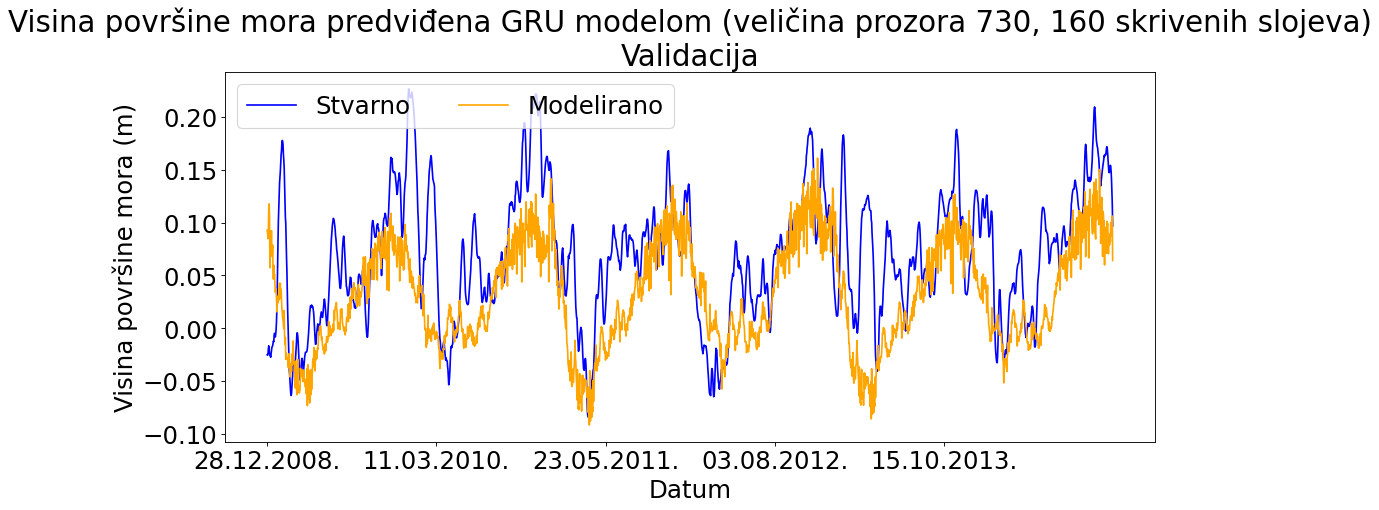 Visina površine mora predviđena GRU modelom (veličina prozora 730, 160 skrivenih slojeva)
Validacija
Stvarno Modelirano
Visina površine mora (m)
0.20
0.15
0.10
0.05
0.00
−0.05
−0.10
28.12.2008. 11.03.2010. 23.05.2011. 03.08.2012. 15.10.2013.
Datum